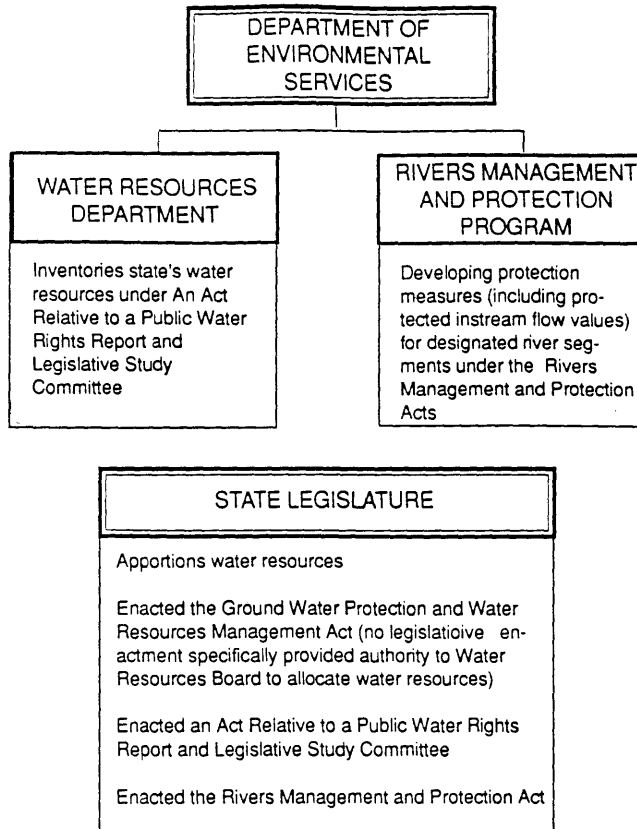 DEPARTMENT OF
ENVIRONMENTAL
SERVICES
WATER RESOURCES
DEPARTMENT
Inventories state's water
resources under An Act
Relative to a Public Water
Rights Report and
Legislative Study
Committee
RIVERS MANAGEMENT
AND PROTECTION
PROGRAM
Developing protection
measures (including pro-
tected instream flow values)
for designated river seg-
ments under the Rivers
Management and Protection
Acts
STATE LEGISLATURE
Apportions water resources
Enacted the Ground Water Protection and Water
Resources Management Act (no legislatioive en-
actment specifically provided authority to Water
Resources Board to allocate water resources)
Enacted an Act Relative to a Public Water Rights
Report and Legislative Study Committee
Enacted the Rivers Management and Protection Act